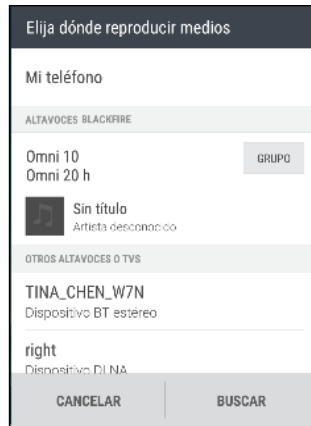 Elija dónde reproducir medios
Mi teléfono
ALTAVOCES BLACKFIRE
Omni 10
Omni 20 h
GRUPO
Sin título
Artista desconocido
OTROS ALTAVOCES O TVS
TINA_CHEN_W7N
Dispositivo BT estéreo
right
Dispositivo DLNA
CANCELAR
BUSCAR